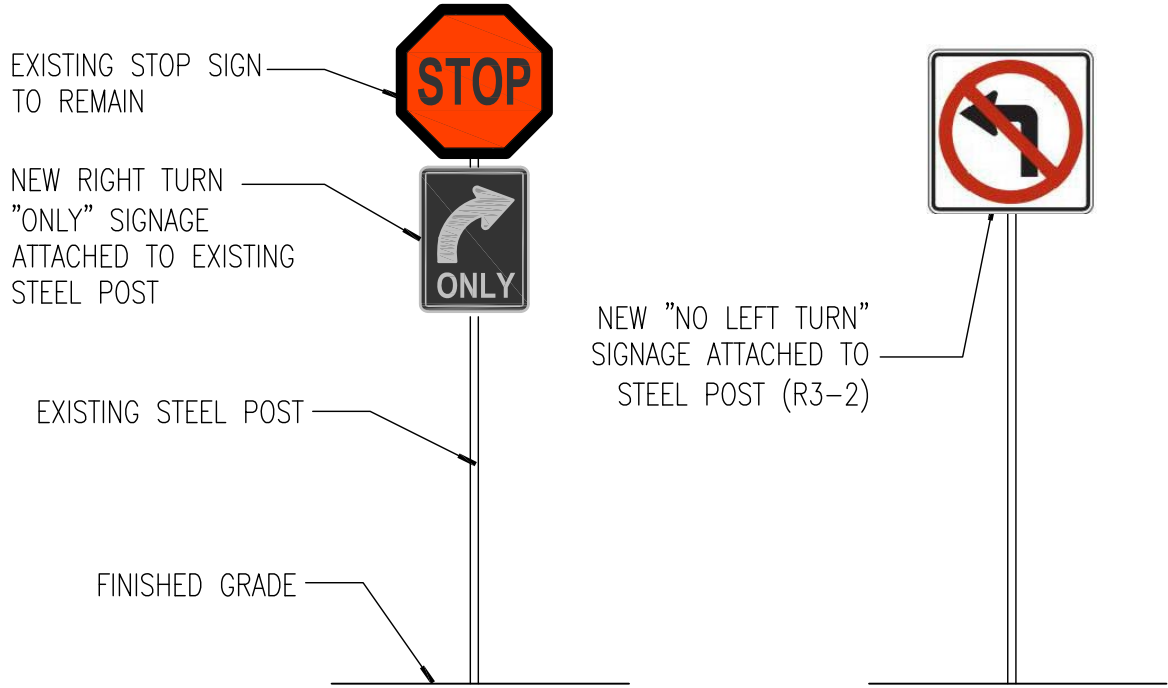 EXISTING STOP SIGN
TO REMAIN
STOP
NEW RIGHT TURN
"ONLY" SIGNAGE
ATTACHED TO EXISTING
STEEL POST
ONLY
EXISTING STEEL POST
FINISHED GRADE
NEW "NO LEFT TURN"
SIGNAGE ATTACHED TO
STEEL POST (R3-2)